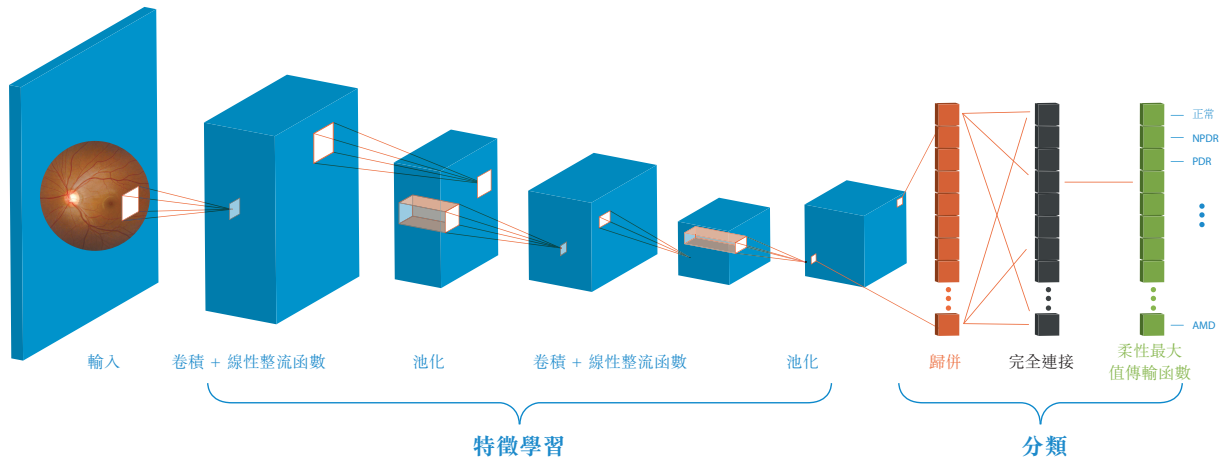 正常
NPDR
PDR
AMD
輸入
卷積 + 線性整流函數
池化
卷積 + 線性整流函數
池化
歸併
完全連接
柔性最大
值傳輸函數
特徵學習
分類